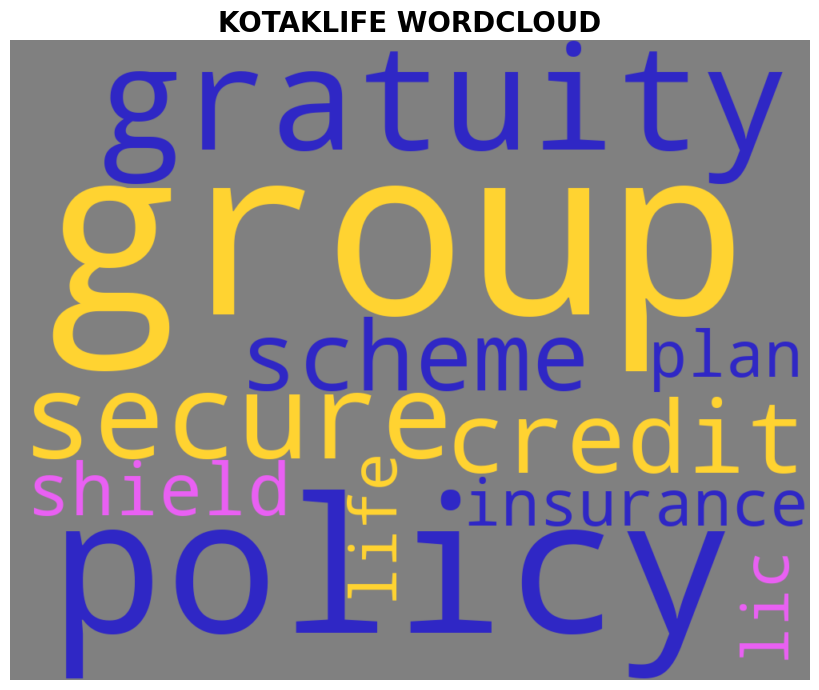 KOTAKLIFE WORDCLOUD
gratuity
group
scheme
plan
secure
credit
shield
life
insurance
policy
lic